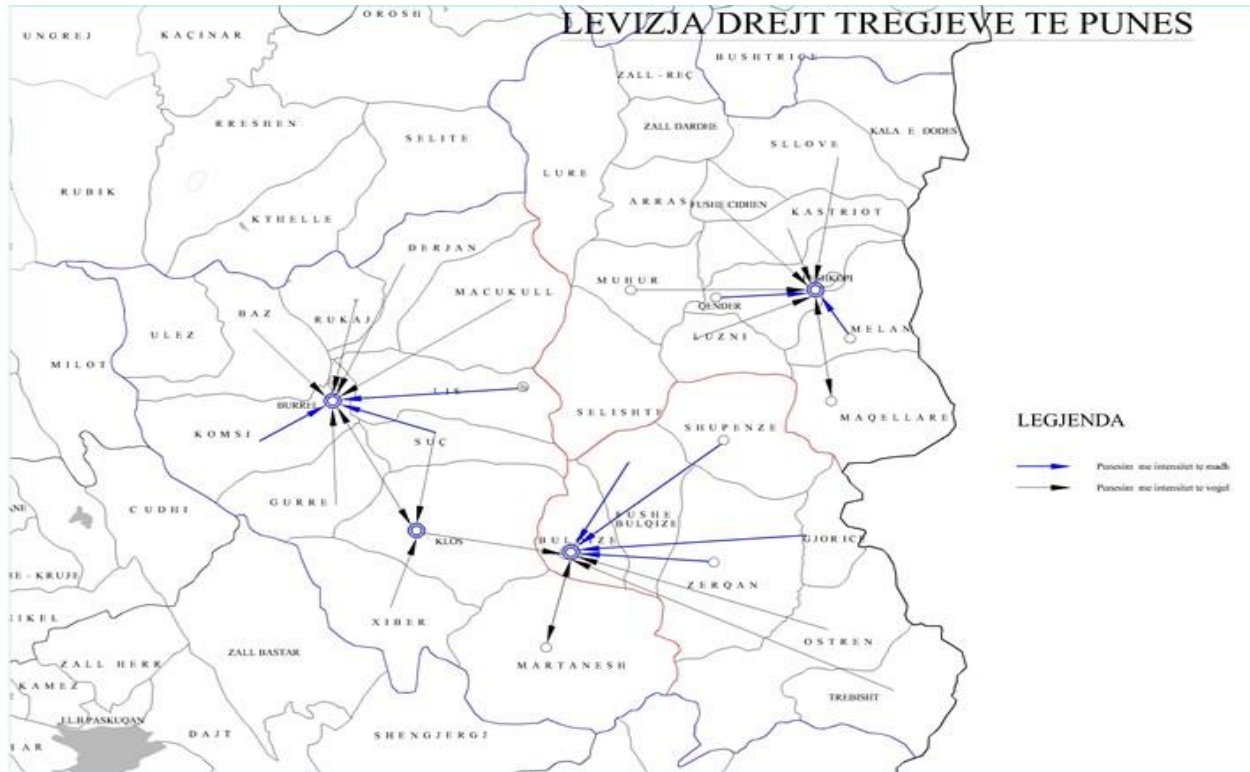 LEVIZJA DREJT TREGJEVE TE PUNES
OROSH
UNGREJ
KAÇINAR
BUSHTRICE
ZALL-REÇ
RRESHEN
SELITE
ZALL DARDHE
SLLOVE
KALA E DODES
RUBIK
LURE
ARRAS
FUSHE CIDHEN
KASTRIOT
KTHELLE
DERJAN
MUHUR
MACUKULL
QENDER
BAZ
RUKAJ
ULEZ
LUZNI
MELAN
MILOT
LIS
BURREL
SELISHTE
MAQELLARE
LEGJENDA
KOMSI
SUÇ
SHUPENZE
Punesim me intensitet te madh
Punesim me intensitet te vogel
GURRE
CUDHI
FUSHE
BULQIZE
KLOS
BULQIZE
GJORICE
ZERQAN
XIBER
OSTREN
ZALL BASTAR
MARTANESH
ZALL HERR
KAMEZ
TREBISHT
PASKUQAN
DAJT
SHENGJERGJ